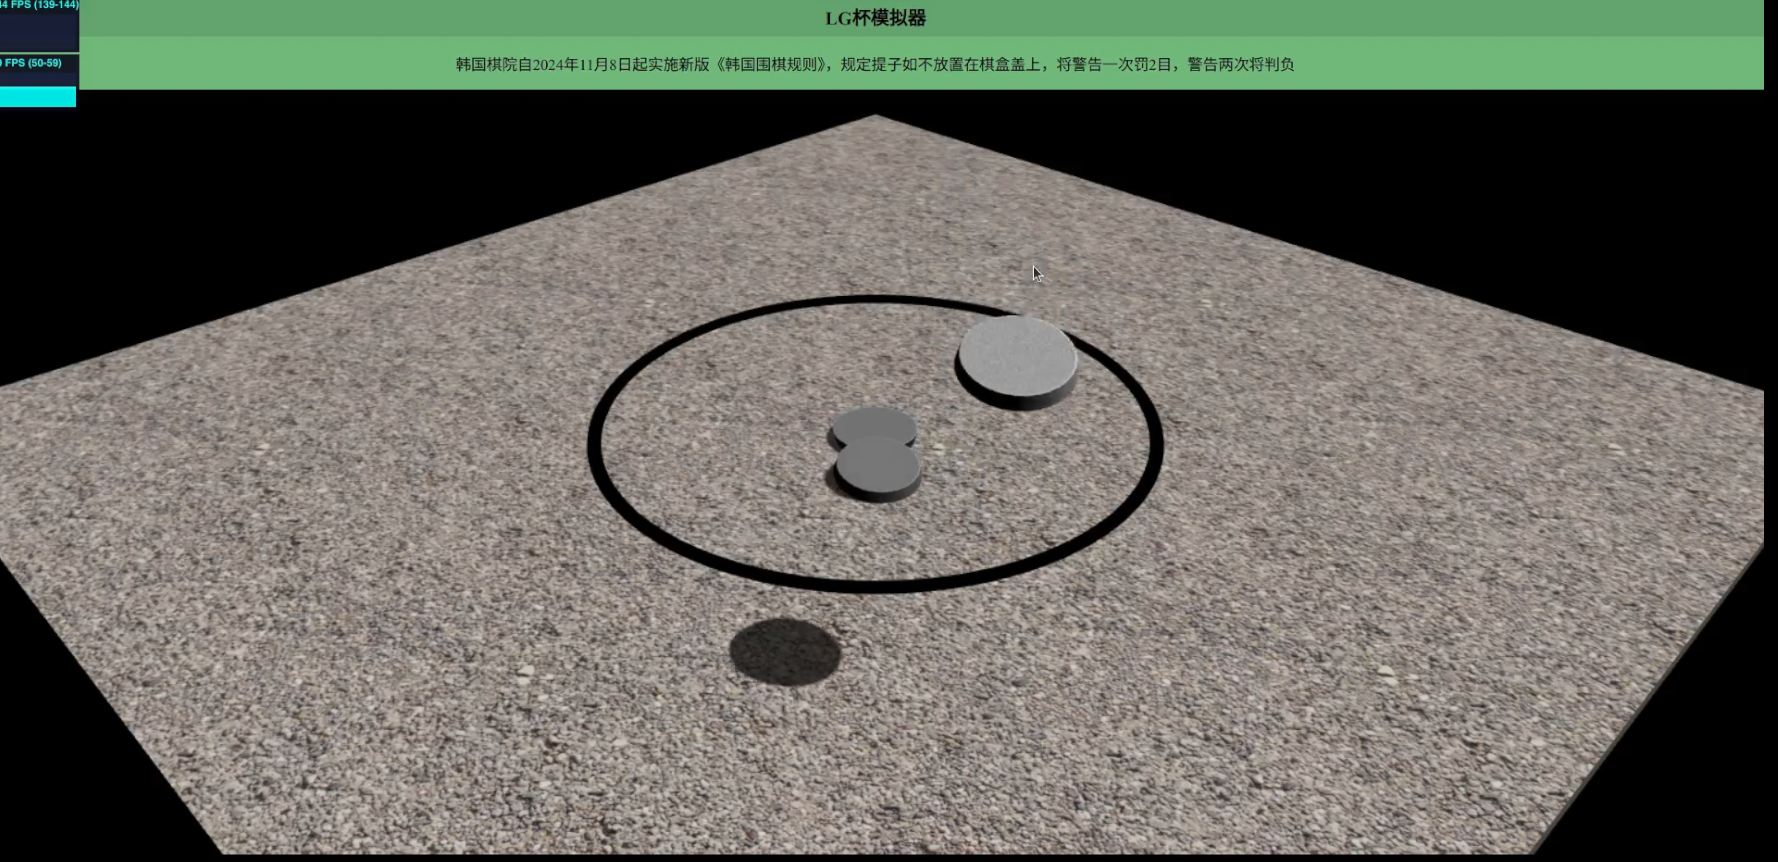 4 FPS (139-144)
LG杯模拟器
FPS (50-59)
韩国棋院自2024年11月8日起实施新版《韩国围棋规则》，规定提子如不放置在棋盒盖上，将警告一次罚2目，警告两次将判负